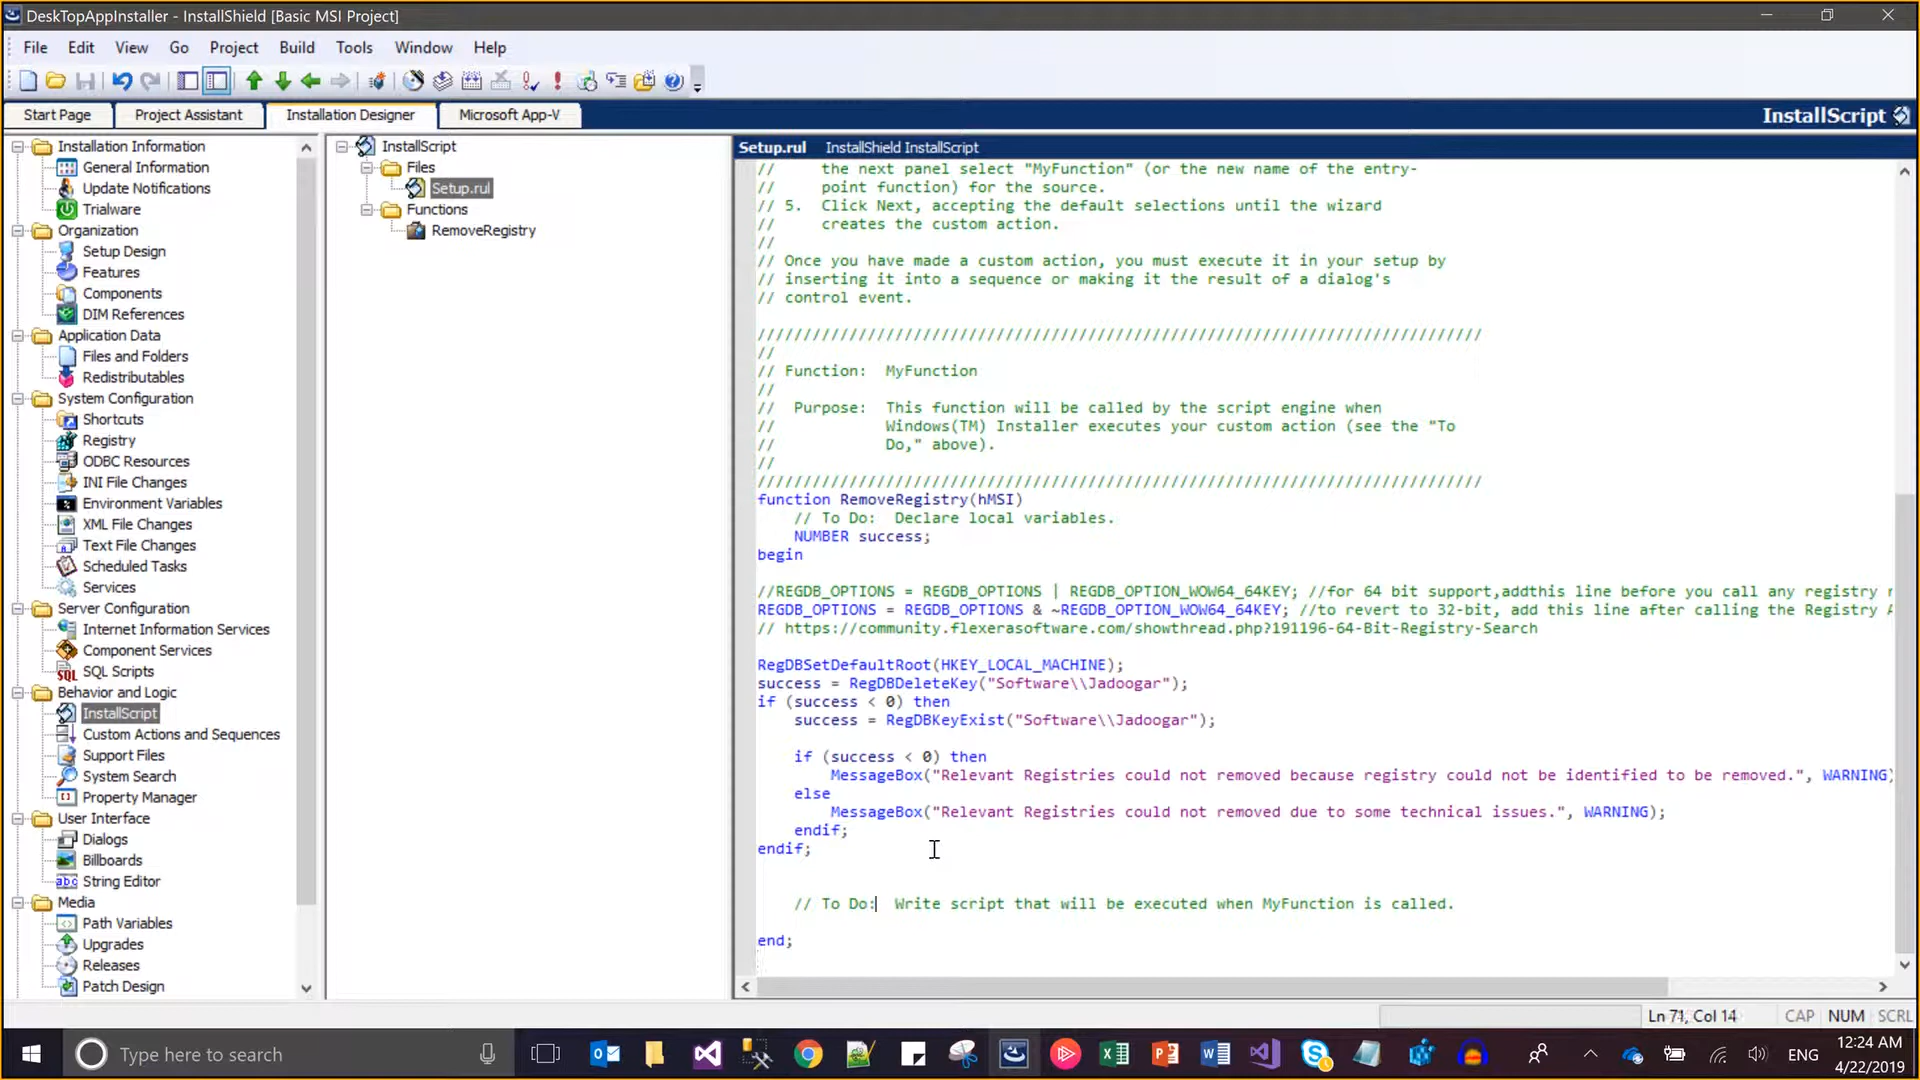 DeskTopAppInstaller - InstallShield [Basic MSI Project]
File Edit View Go Project Build Tools Window Help
Start Page Project Assistant Installation Designer Microsoft App-V InstallScript
Installation Information
General Information
Update Notifications
Trialware
Organization
Setup Design
Features
Components
DIM References
Application Data
Files and Folders
Redistributables
System Configuration
Shortcuts
Registry
ODBC Resources
INI File Changes
Environment Variables
XML File Changes
Text File Changes
Scheduled Tasks
Services
Server Configuration
Internet Information Services
Component Services
SQL Scripts
Behavior and Logic
InstallScript
Custom Actions and Sequences
Support Files
System Search
Property Manager
User Interface
Dialogs
Billboards
String Editor
Media
Path Variables
Upgrades
Releases
Patch Design
InstallScript
Files
Setup.rul
Functions
RemoveRegistry
Setup.rul InstallShield InstallScript
// the next panel select "MyFunction" (or the new name of the entry-
// point function) for the source.
// 5. Click Next, accepting the default selections until the wizard
// creates the custom action.
//
// Once you have made a custom action, you must execute it in your setup by
// inserting it into a sequence or making it the result of a dialog's
// control event.
///////////////////////////////////////////////////////////////////////////////
//
// Function: MyFunction
//
// Purpose: This function will be called by the script engine when
// Windows(TM) Installer executes your custom action (see the "To
// Do," above).
//
///////////////////////////////////////////////////////////////////////////////
function RemoveRegistry(hMSI)
// To Do: Declare local variables.
NUMBER success;
begin
//REGDB_OPTIONS = REGDB_OPTIONS | REGDB_OPTION_WOW64_64KEY; //for 64 bit support,addthis line before you call any registry
REGDB_OPTIONS = REGDB_OPTIONS & ~REGDB_OPTION_WOW64_64KEY; //to revert to 32-bit, add this line after calling the Registry
// https://community.flexerasoftware.com/showthread.php?191196-64-Bit-Registry-Search
RegDBSetDefaultRoot(HKEY_LOCAL_MACHINE);
success = RegDBDeleteKey("Software\\Jadoogar");
if (success < 0) then
success = RegDBKeyExist("Software\\Jadoogar");
if (success < 0) then
MessageBox("Relevant Registries could not removed because registry could not be identified to be removed.", WARNING)
else
MessageBox("Relevant Registries could not removed due to some technical issues.", WARNING);
endif;
endif;
// To Do: Write script that will be executed when MyFunction is called.
end;
Ln 71, Col 14 CAP NUM SCRL
Type here to search
ENG
12:24 AM
4/22/2019